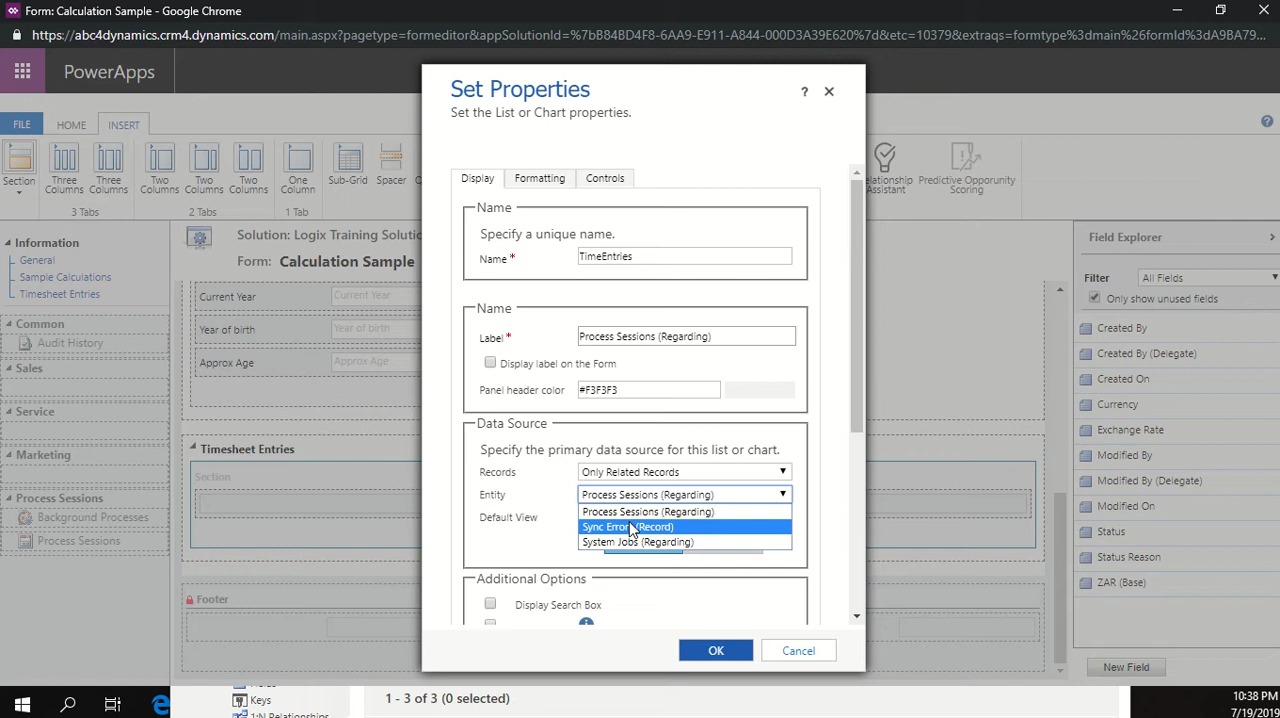 Form: Calculation Sample - Google Chrome
https://abc4dynamics.crm4.dynamics.com/main.aspx?pagetype=formeditor&appSolutionId=%7bB84BD4F8-6AA9-E911-A844-000D3A39E620%7d&etc=10379&extraqs=formtype%3dmain%26formId%3dA9BA79...
PowerApps
FILE HOME INSERT
Section Three Columns Three Columns Two Columns Two Columns Two Columns One Column Sub-Grid Spacer
Assistant Predictive Opportunity Scoring
3 Tabs 2 Tabs 1 Tab
Information
General
Sample Calculations
Timesheet Entries
Common
Audit History
Sales
Service
Marketing
Process Sessions
Background Processes
Process Sessions
Solution: Logix Training
Form: Calculation Sample
Current Year Current Year
Year of birth Year of birth
Approx Age Approx Age
Timesheet Entries
Section
Footer
Set Properties
Set the List or Chart properties.
? ×
Display Formatting Controls
Name
Specify a unique name.
Name * TimeEntries
Name
Label * Process Sessions (Regarding)
Display label on the Form
Panel header color #F3F3F3
Data Source
Specify the primary data source for this list or chart.
Records Only Related Records
Entity Process Sessions (Regarding)
Process Sessions (Regarding)
Sync Error (Record)
Default View
System Jobs (Regarding)
Additional Options
Display Search Box
OK Cancel
Field Explorer
Filter All Fields
Only show unused fields
Created By
Created By (Delegate)
Created On
Currency
Exchange Rate
Modified By
Modified By (Delegate)
Modified On
Status
Status Reason
ZAR (Base)
New Field
Keys
1:N Relationships
1 - 3 of 3 (0 selected)
10:38 PM
7/19/2019